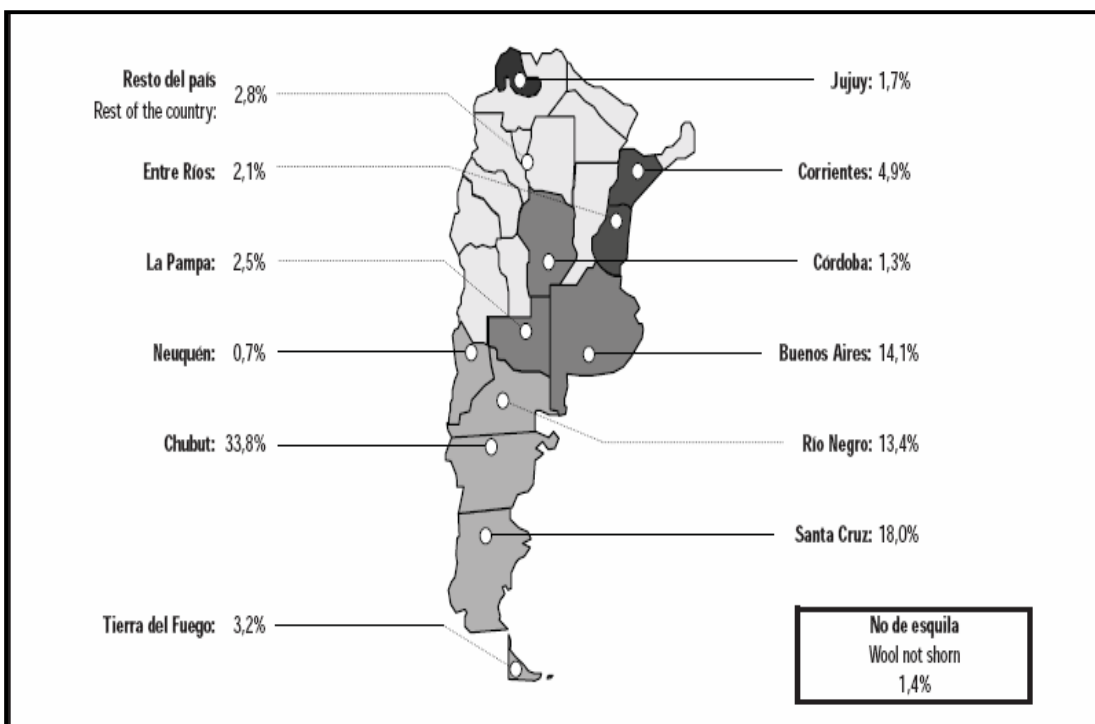 Resto del país
Rest of the country: 2,8%
Entre Ríos: 2,1%
La Pampa: 2,5%
Neuquén: 0,7%
Chubut: 33,8%
Tierra del Fuego: 3,2%
Jujuy: 1,7%
Corrientes: 4,9%
Córdoba: 1,3%
Buenos Aires: 14,1%
Río Negro: 13,4%
Santa Cruz: 18,0%
No de esquila
Wool not shorn
1,4%